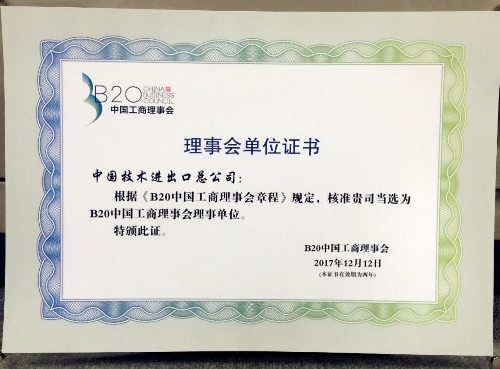 B20 CHINA
BUSINESS
COUNCIL
中国工商理事会
理事会单位证书
中国技术进出口总公司：
根据《B20中国工商理事会章程》规定，核准贵司当选为
B20中国工商理事会理事单位。
特颁此证。
B20中国工商理事会
2017年12月12日
(本证书有效期为两年)